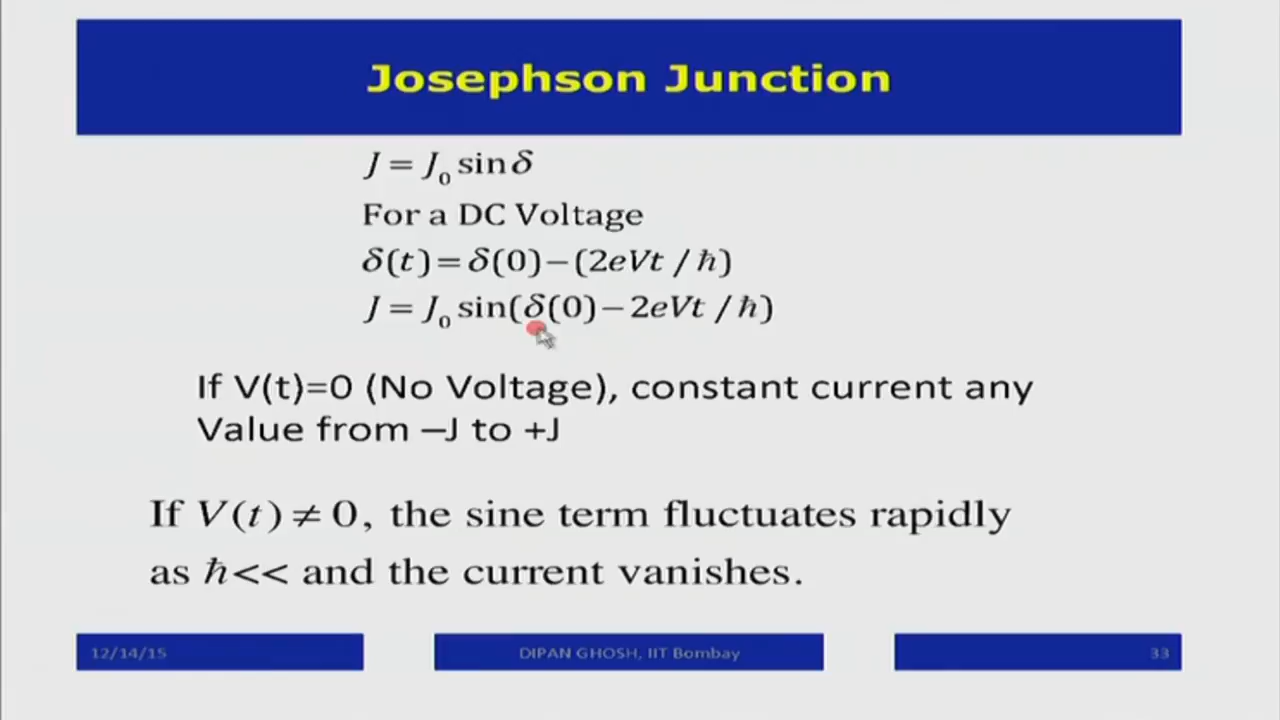 Josephson Junction
J = J₀ sin δ
For a DC Voltage
δ(t) = δ(0) − (2eVt / ℏ)
J = J₀ sin(δ(0) − 2eVt / ℏ)
If V(t)=0 (No Voltage), constant current any
Value from –J to +J
If V(t) ≠ 0, the sine term fluctuates rapidly
as ℏ<< and the current vanishes.
12/14/15
DIPAN GHOSH, IIT Bombay
33